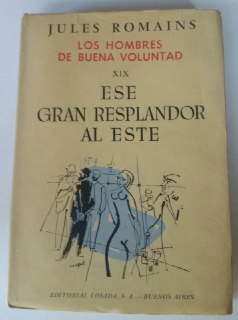 JULES ROMAINS
LOS HOMBRES
DE BUENA VOLUNTAD
XIX
ESE
GRAN RESPLANDOR
AL ESTE
EDITORIAL LOSADA, S. A. — BUENOS AIRES